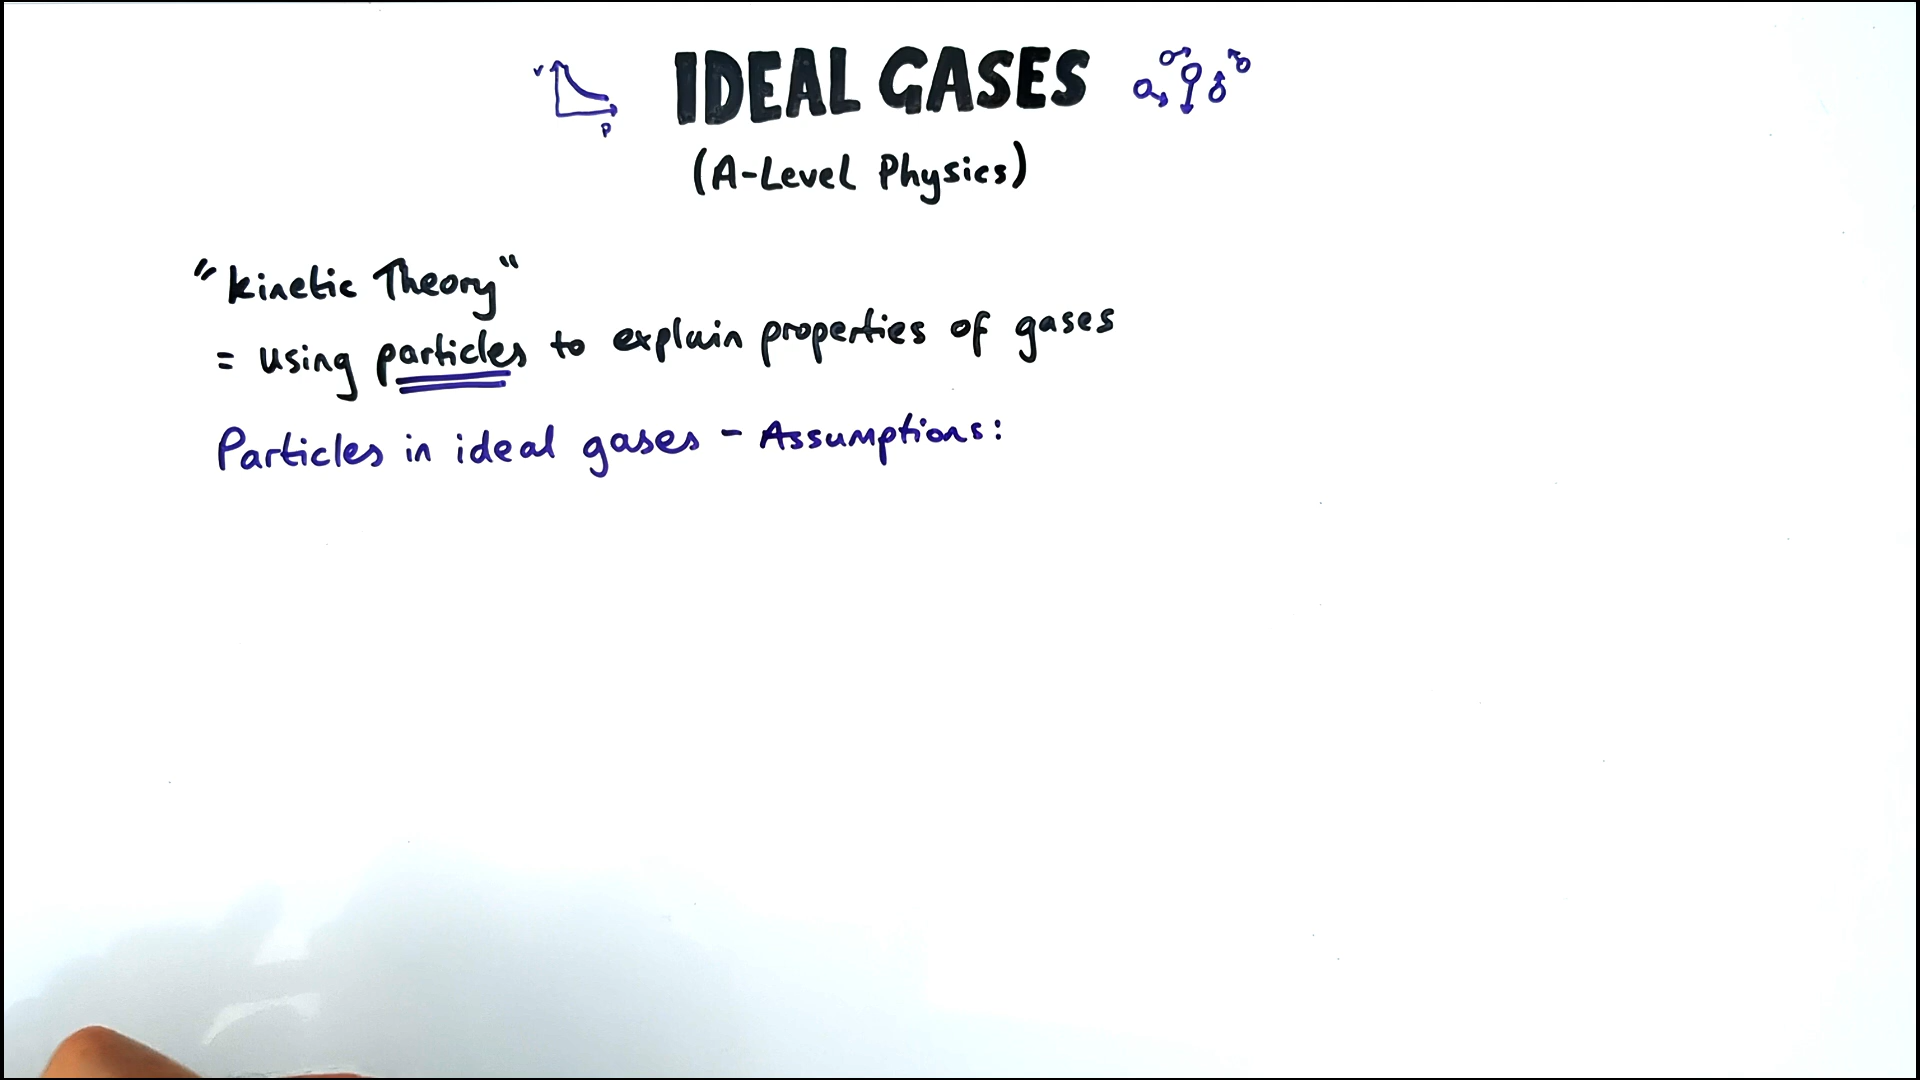 V
P
IDEAL GASES
(A-Level Physics)
"Kinetic Theory"
= using particles to explain properties of gases
Particles in ideal gases - Assumptions: